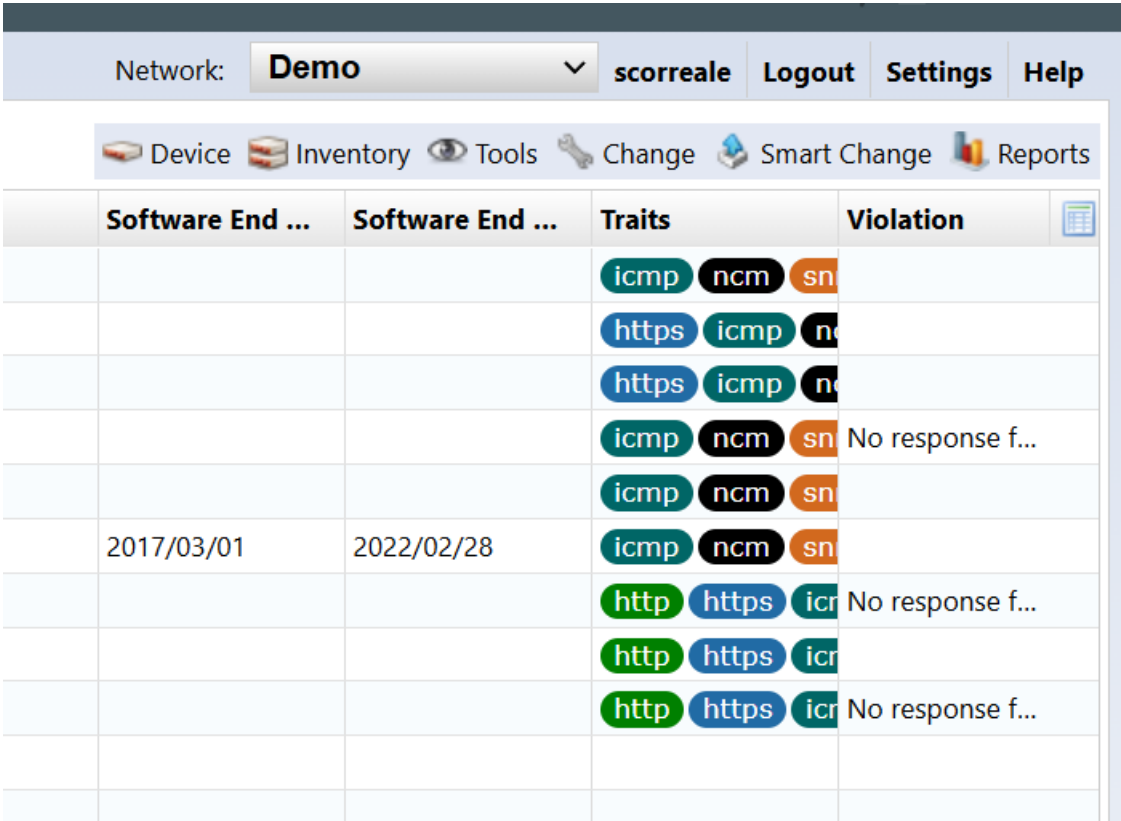 Network: Demo scorreale Logout Settings Help
Device Inventory Tools Change Smart Change Reports
Software End ... Software End ... Traits Violation
icmp ncm
https icmp
https icmp
icmp ncm No response f...
icmp ncm
2017/03/01 2022/02/28 icmp ncm
http https No response f...
http https
http https No response f...